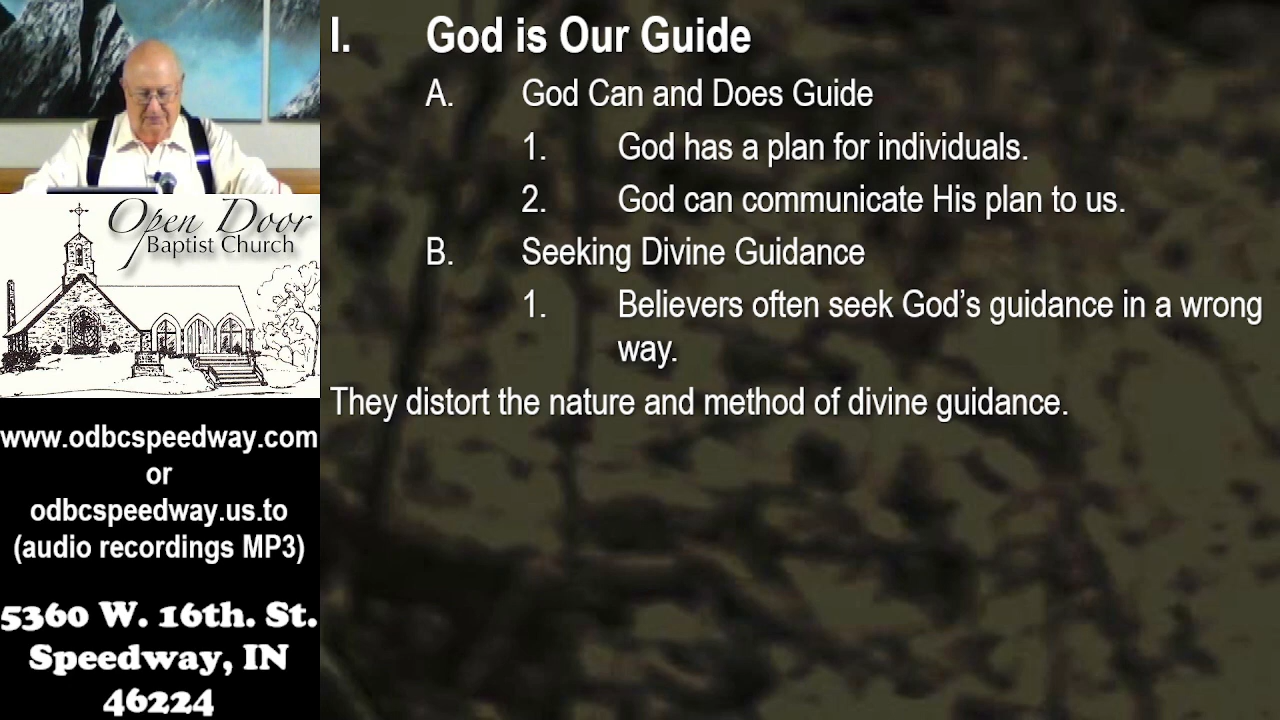 I. God is Our Guide
A. God Can and Does Guide
1. God has a plan for individuals.
2. God can communicate His plan to us.
B. Seeking Divine Guidance
1. Believers often seek God’s guidance in a wrong
way.
They distort the nature and method of divine guidance.
Open Door
Baptist Church
www.odbcspeedway.com
or
odbcspeedway.us.to
(audio recordings MP3)
5360 W. 16th. St.
Speedway, IN
46224